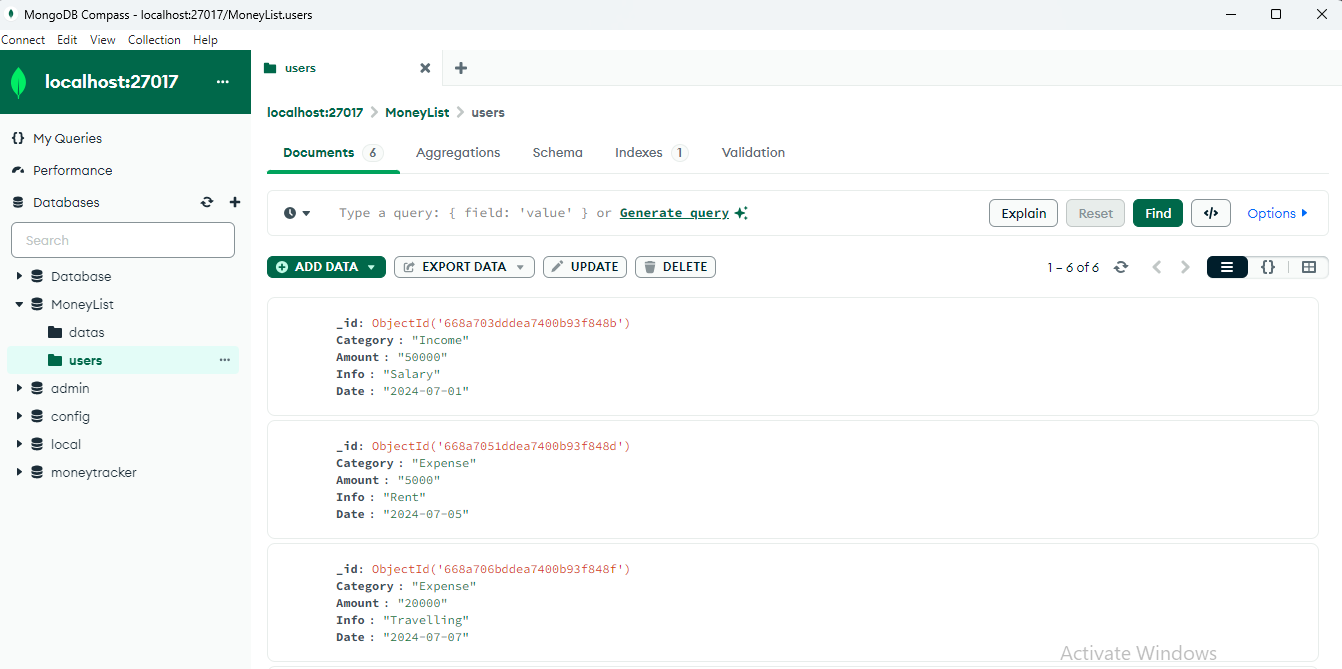 MongoDB Compass - localhost:27017/MoneyList.users
Connect Edit View Collection Help
localhost:27017 ...
My Queries
Performance
Databases
Search
Database
MoneyList
datas
users ...
admin
config
local
moneytracker
users
localhost:27017 > MoneyList > users
Documents 6 Aggregations Schema Indexes 1 Validation
Type a query: { field: 'value' } or Generate query
Explain Reset Find </> Options
ADD DATA EXPORT DATA UPDATE DELETE
1 – 6 of 6 {}
_id: ObjectId('668a703dddea7400b93f848b')
Category : "Income"
Amount : "50000"
Info : "Salary"
Date : "2024-07-01"
_id: ObjectId('668a7051ddea7400b93f848d')
Category : "Expense"
Amount : "5000"
Info : "Rent"
Date : "2024-07-05"
_id: ObjectId('668a706bddea7400b93f848f')
Category : "Expense"
Amount : "20000"
Info : "Travelling"
Date : "2024-07-07"
Activate Windows